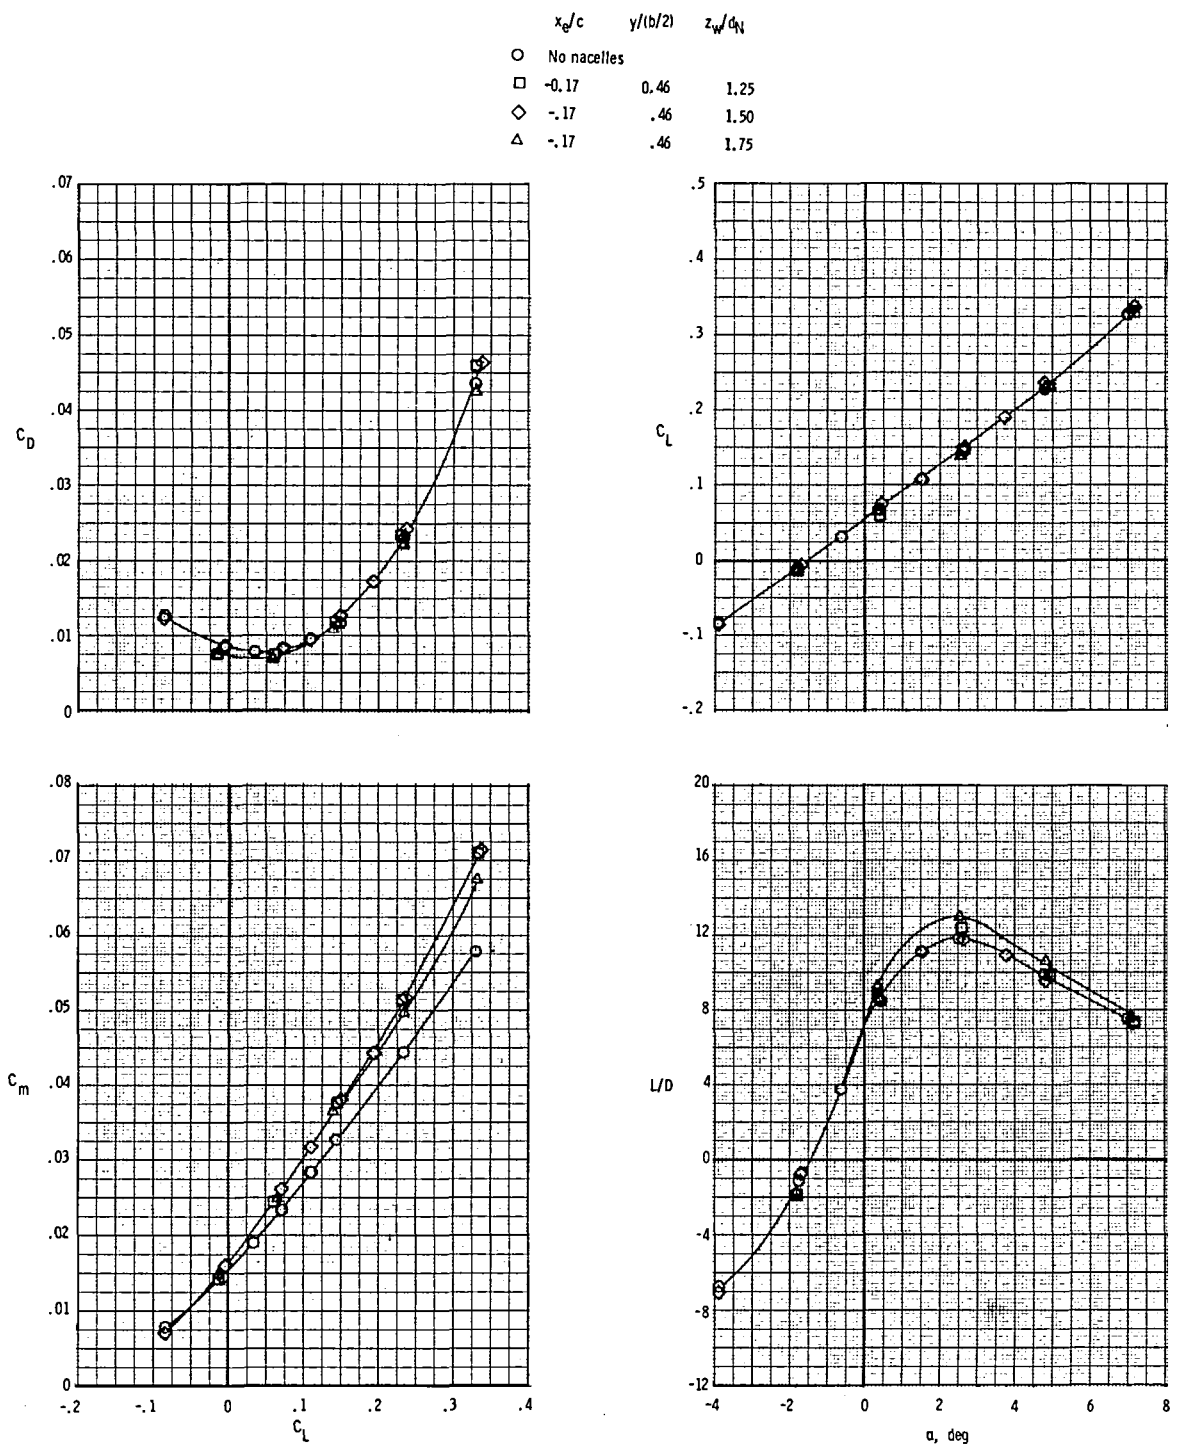 x_e/c y/(b/2) z_w/d_N
No nacelles
-0.17 0.46 1.25
-.17 .46 1.50
-.17 .46 1.75
.07
.06
.05
.04
.03
.02
.01
0
C_D
.5
.4
.3
.2
.1
0
-.1
-.2
C_L
.08
.07
.06
.05
.04
.03
.02
.01
0
C_m
-.2 -.1 0 .1 .2 .3 .4
C_L
20
16
12
8
4
0
-4
-8
-12
L/D
-4 -2 0 2 4 6 8
α, deg